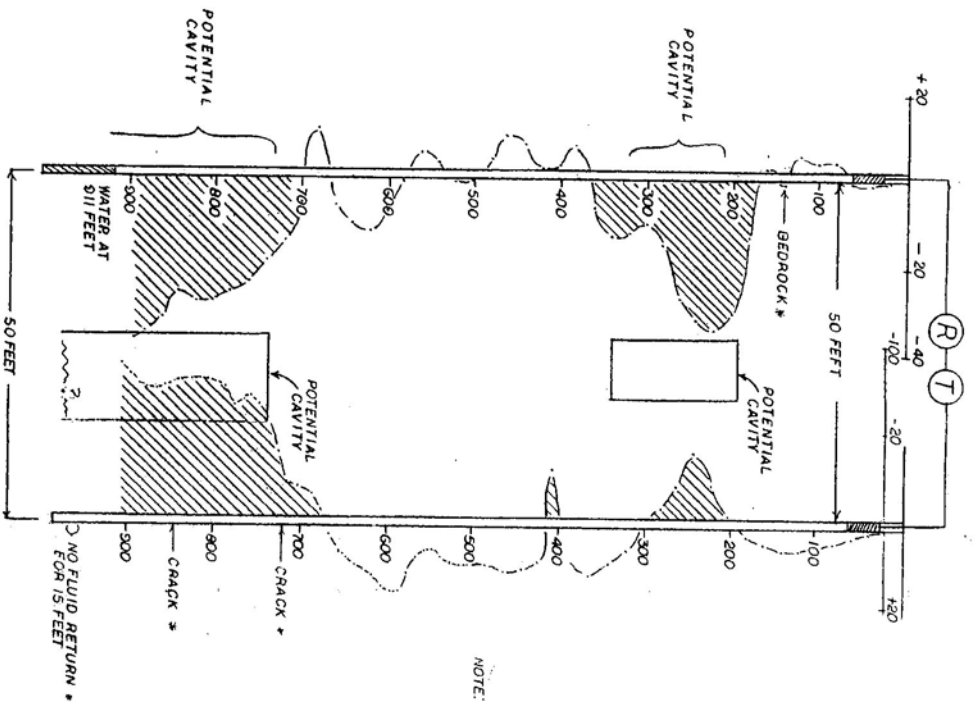 POTENTIAL
CAVITY
POTENTIAL
CAVITY
+20
-20
-40
R
T
-100
-20
+20
100
200
300
400
500
600
700
800
900
BEDROCK *
50 FEET
POTENTIAL
CAVITY
POTENTIAL
CAVITY
?
WATER AT
911 FEET
50 FEET
100
200
300
400
500
600
700
800
900
CRACK *
CRACK *
NO FLUID RETURN *
FOR 15 FEET
NOTE: